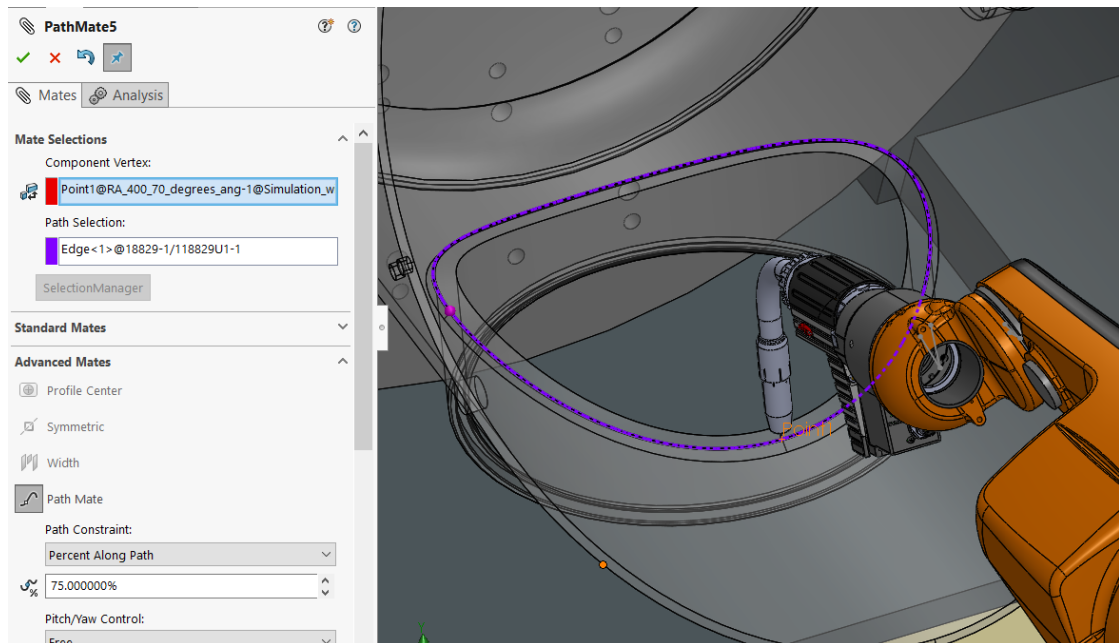 PathMate5
Mates
Analysis
Mate Selections
Component Vertex:
Point1@RA_400_70_degrees_ang-1@Simulation_w
Path Selection:
Edge<1>@18829-1/118829U1-1
SelectionManager
Standard Mates
Advanced Mates
Profile Center
Symmetric
Width
Path Mate
Path Constraint:
Percent Along Path
75.000000%
Pitch/Yaw Control:
Free
Point1